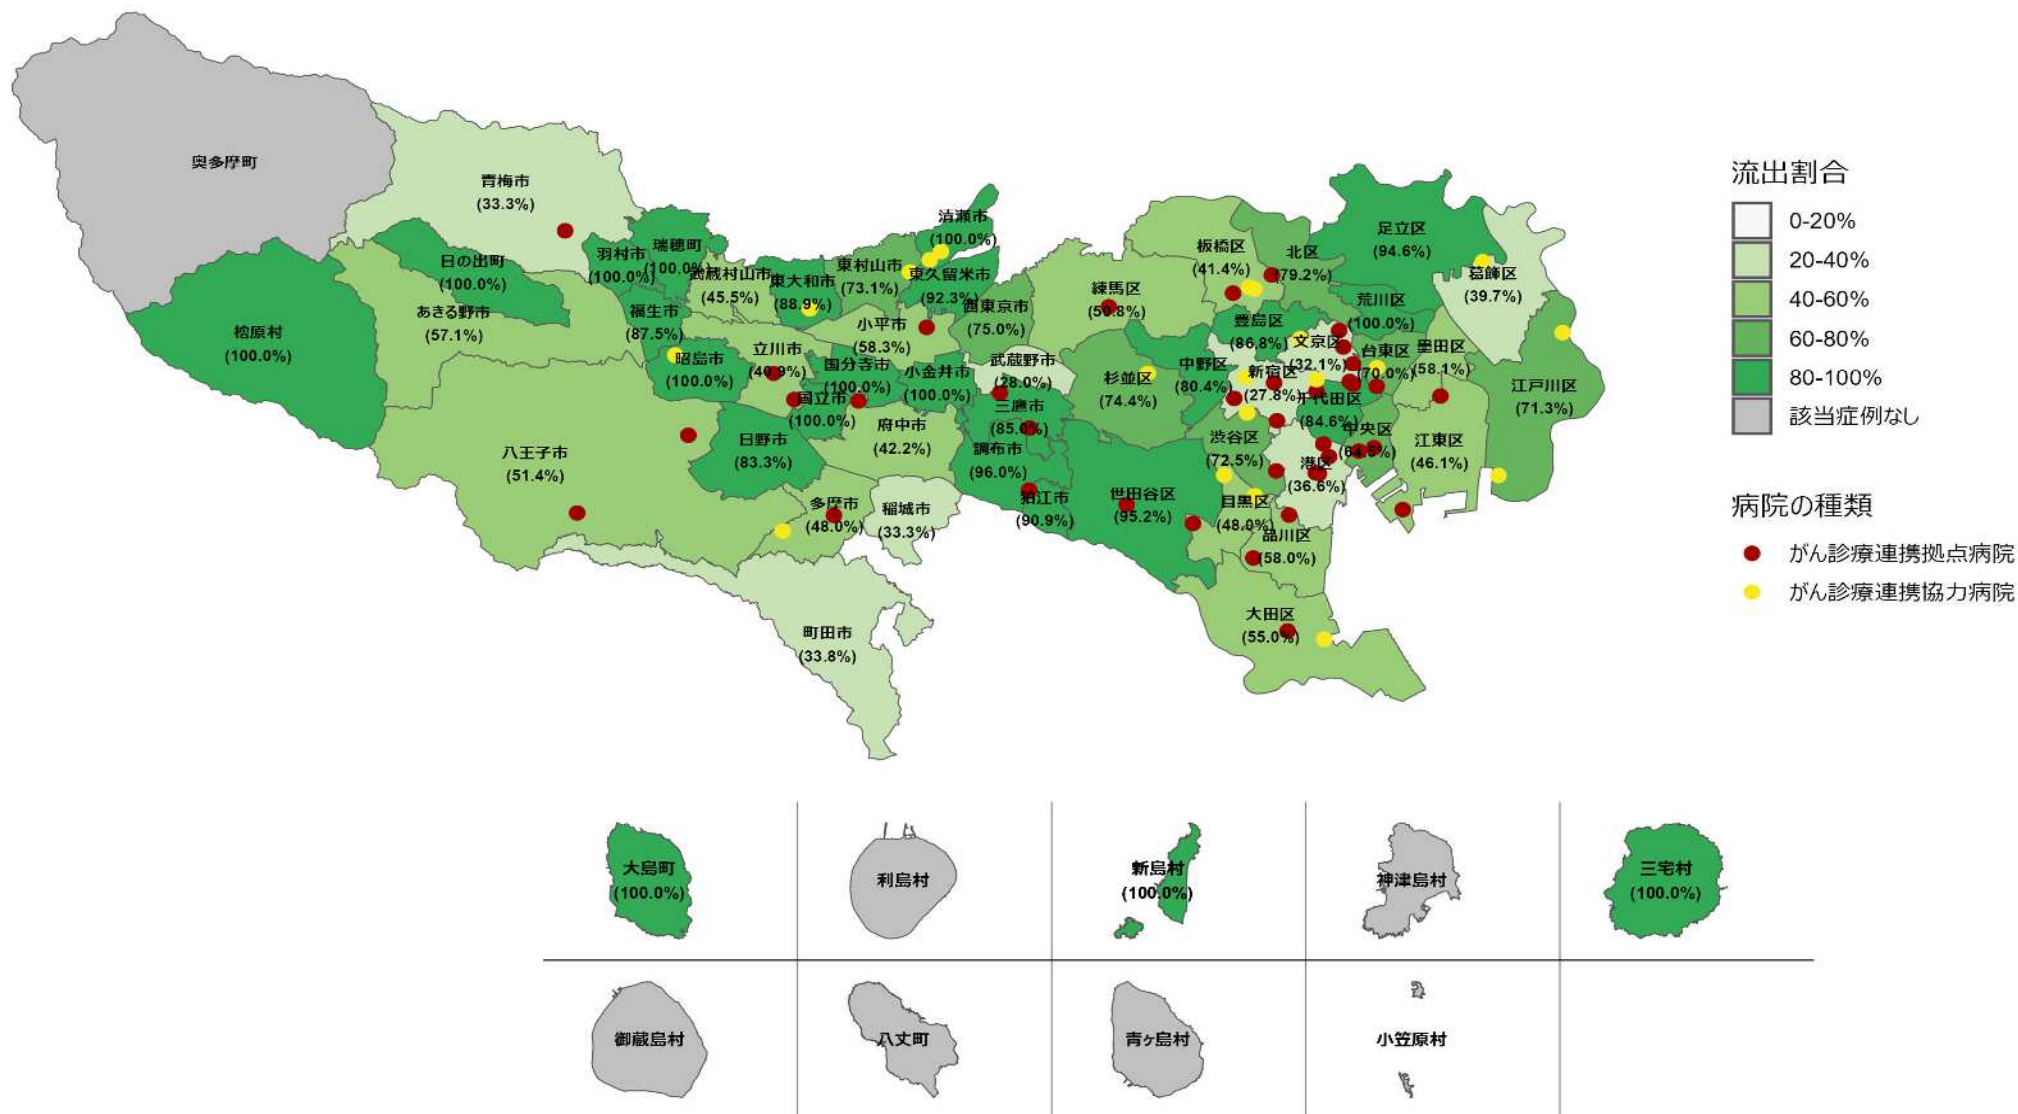 奥多摩町
青梅市
(33.3%)
日の出町
(100.0%)
檜原村
(100.0%)
あきる野市
(57.1%)
羽村市
(100.0%)
瑞穂町
(100.0%)
福生市
(87.5%)
武蔵村山市
(45.5%)
東大和市
(88.9%)
東村山市
(73.1%)
清瀬市
(100.0%)
東久留米市
(92.3%)
西東京市
(75.0%)
小平市
(58.3%)
昭島市
(100.0%)
立川市
(40.9%)
国分寺市
(100.0%)
小金井市
(100.0%)
武蔵野市
(28.0%)
国立市
(100.0%)
三鷹市
(85.0%)
府中市
(42.2%)
日野市
(83.3%)
八王子市
(51.4%)
調布市
(96.0%)
狛江市
(90.9%)
多摩市
(48.0%)
稲城市
(33.3%)
町田市
(33.8%)
練馬区
(50.8%)
板橋区
(41.4%)
北区
(79.2%)
足立区
(94.6%)
葛飾区
(39.7%)
荒川区
(100.0%)
豊島区
(86.8%)
文京区
(32.1%)
台東区
(70.0%)
墨田区
(58.1%)
江戸川区
(71.3%)
杉並区
(74.4%)
中野区
(80.4%)
新宿区
(27.8%)
千代田区
(84.6%)
中央区
(64.5%)
江東区
(46.1%)
渋谷区
(72.5%)
港区
(36.6%)
世田谷区
(95.2%)
目黒区
(48.0%)
品川区
(58.0%)
大田区
(55.0%)
流出割合
0-20%
20-40%
40-60%
60-80%
80-100%
該当症例なし
病院の種類
がん診療連携拠点病院
がん診療連携協力病院
大島町
(100.0%)
利島村
新島村
(100.0%)
神津島村
三宅村
(100.0%)
御蔵島村
八丈町
青ヶ島村
小笠原村